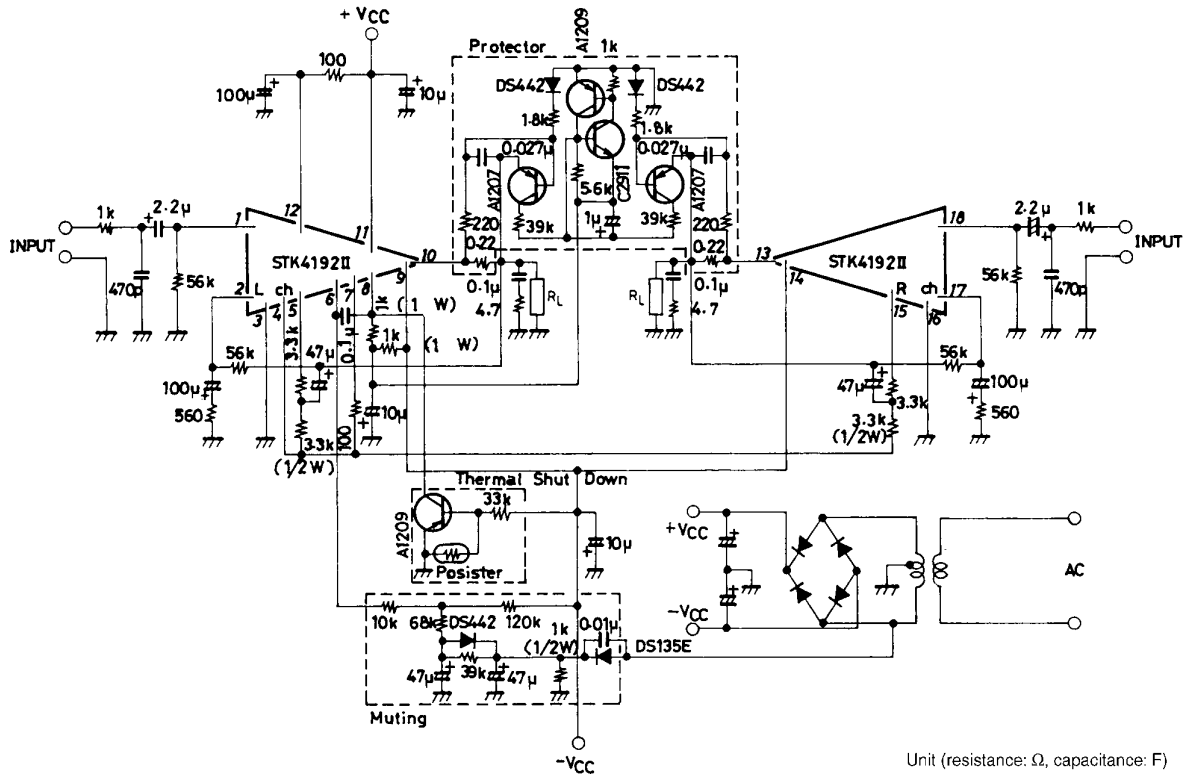 + VCC
A1209
1k
Protector
100
100μ
+
10μ
+
DS442
DS442
1.8k
1.8k
0.027μ
0.027μ
A1207
C2911
A1207
5.6k
1μ
+
39k
39k
220
220
0.22
0.22
INPUT
1k
+
2.2μ
470p
56k
1
12
11
10
STK4192II
2
L ch
3
4
5
6
7
8
9
1k
(1 W)
1k
(1 W)
0.1μ
4.7
RL
RL
0.1μ
4.7
13
14
STK4192II
18
R ch
17
15
16
2.2μ
+
1k
56k
470p
INPUT
56k
100μ
+
560
3.3k
47μ
+
0.1μ
3.3k
(1/2W)
100
+
10μ
47μ
+
3.3k
3.3k
(1/2W)
56k
100μ
+
560
Thermal Shut Down
33k
A1209
Posister
+
10μ
+VCC
+
+
-VCC
AC
10k
68k
DS442
120k
1k
(1/2W)
0.01μ
DS135E
47μ
+
39k
+
47μ
Muting
-VCC
Unit (resistance: Ω, capacitance: F)